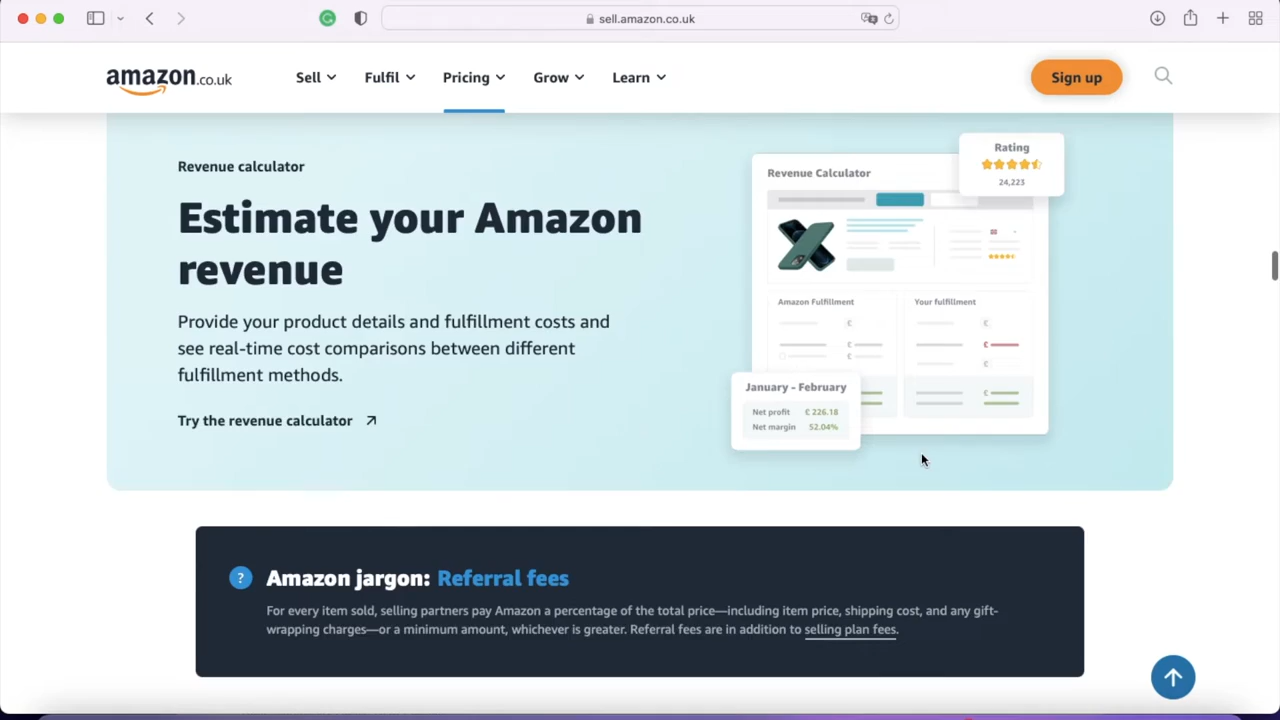 sell.amazon.co.uk
amazon.co.uk
Sell
Fulfil
Pricing
Grow
Learn
Sign up
Revenue calculator
Estimate your Amazon
revenue
Provide your product details and fulfillment costs and
see real-time cost comparisons between different
fulfillment methods.
Try the revenue calculator
Rating
24,223
Revenue Calculator
Amazon Fulfillment
Your fulfillment
€
€
€
€
€
€
€
January - February
Net profit € 226.18
Net margin 52.04%
? Amazon jargon: Referral fees
For every item sold, selling partners pay Amazon a percentage of the total price—including item price, shipping cost, and any gift-
wrapping charges—or a minimum amount, whichever is greater. Referral fees are in addition to selling plan fees.